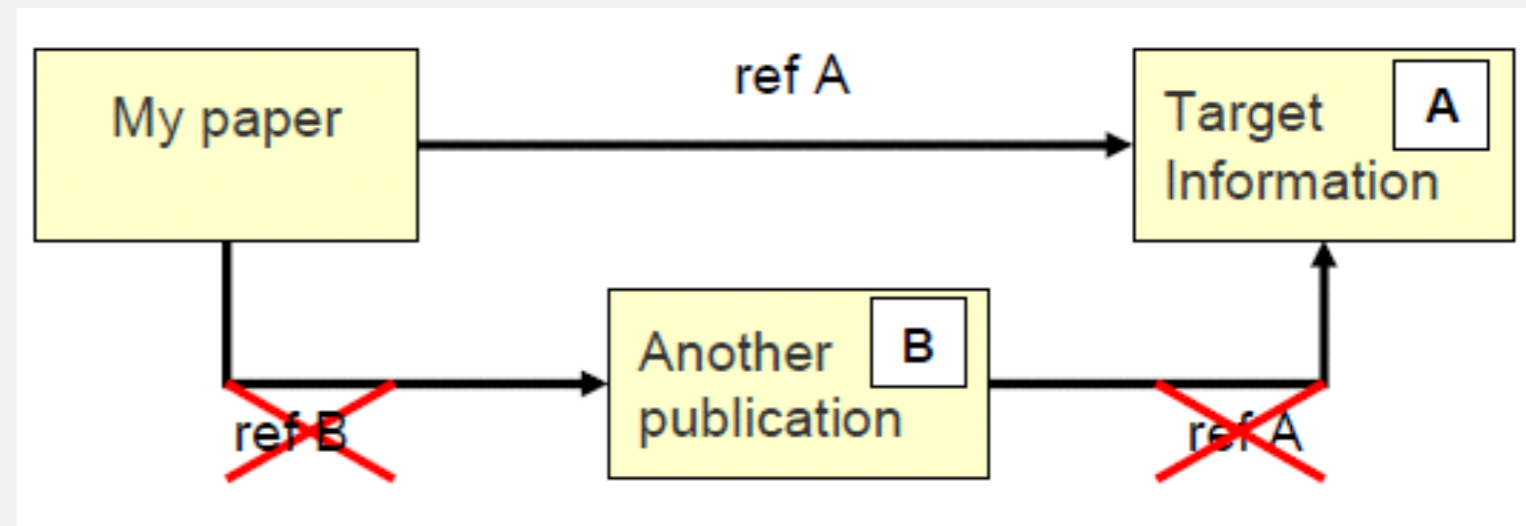 ref A
My paper
Target
A
Information
Another
B
publication
ref B
ref A